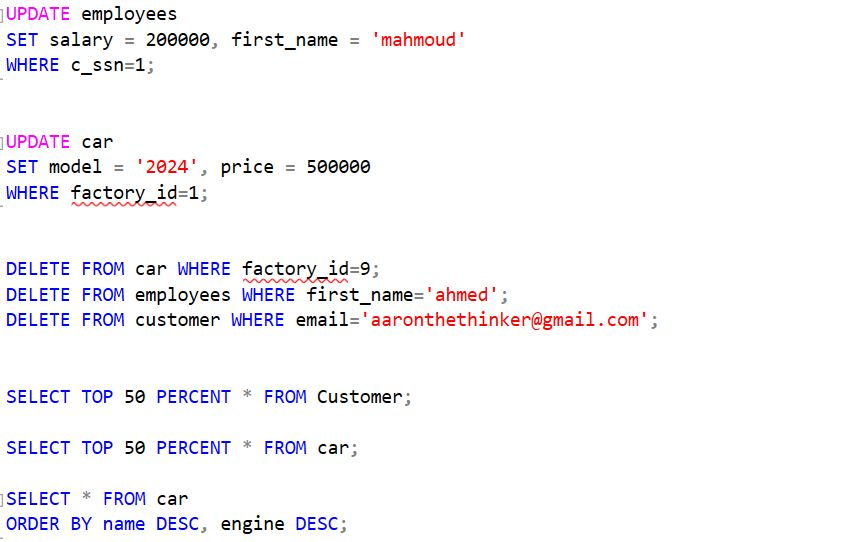 UPDATE employees
SET salary = 200000, first_name = 'mahmoud'
WHERE c_ssn=1;
UPDATE car
SET model = '2024', price = 500000
WHERE factory_id=1;
DELETE FROM car WHERE factory_id=9;
DELETE FROM employees WHERE first_name='ahmed';
DELETE FROM customer WHERE email='aaronthethinker@gmail.com';
SELECT TOP 50 PERCENT * FROM Customer;
SELECT TOP 50 PERCENT * FROM car;
SELECT * FROM car
ORDER BY name DESC, engine DESC;